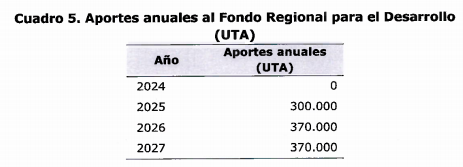 Cuadro 5. Aportes anuales al Fondo Regional para el Desarrollo
(UTA)
Año Aportes anuales
(UTA)
2024 0
2025 300.000
2026 370.000
2027 370.000